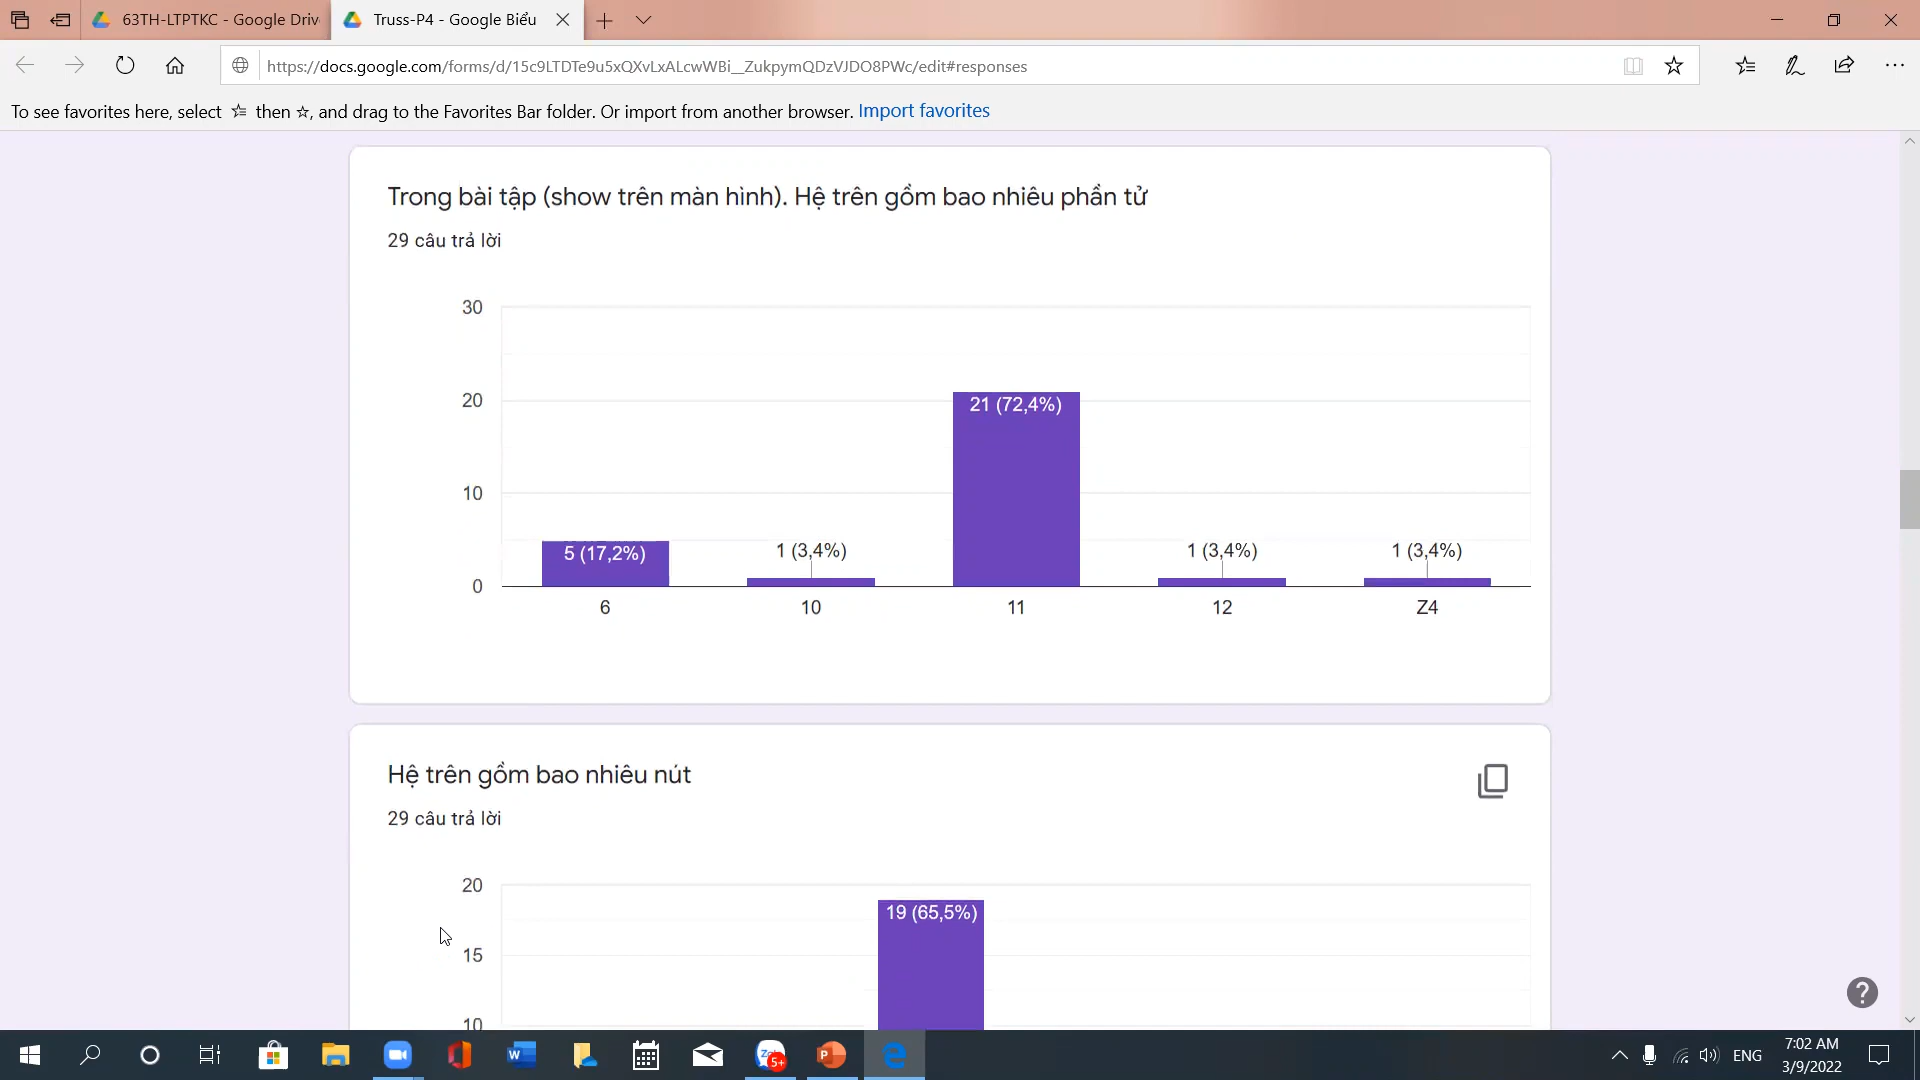 63TH-LTPTKC - Google Driv
Truss-P4 - Google Biểu
https://docs.google.com/forms/d/15c9LTDTe9u5xQXvLxALcwWBi__ZukpymQDzVJDO8PWc/edit#responses
To see favorites here, select then ☆, and drag to the Favorites Bar folder. Or import from another browser. Import favorites
Trong bài tập (show trên màn hình). Hệ trên gồm bao nhiêu phần tử
29 câu trả lời
30
20
10
0
5 (17,2%)
1 (3,4%)
21 (72,4%)
1 (3,4%)
1 (3,4%)
6
10
11
12
Z4
Hệ trên gồm bao nhiêu nút
29 câu trả lời
20
15
10
19 (65,5%)
5+
ENG
7:02 AM
3/9/2022